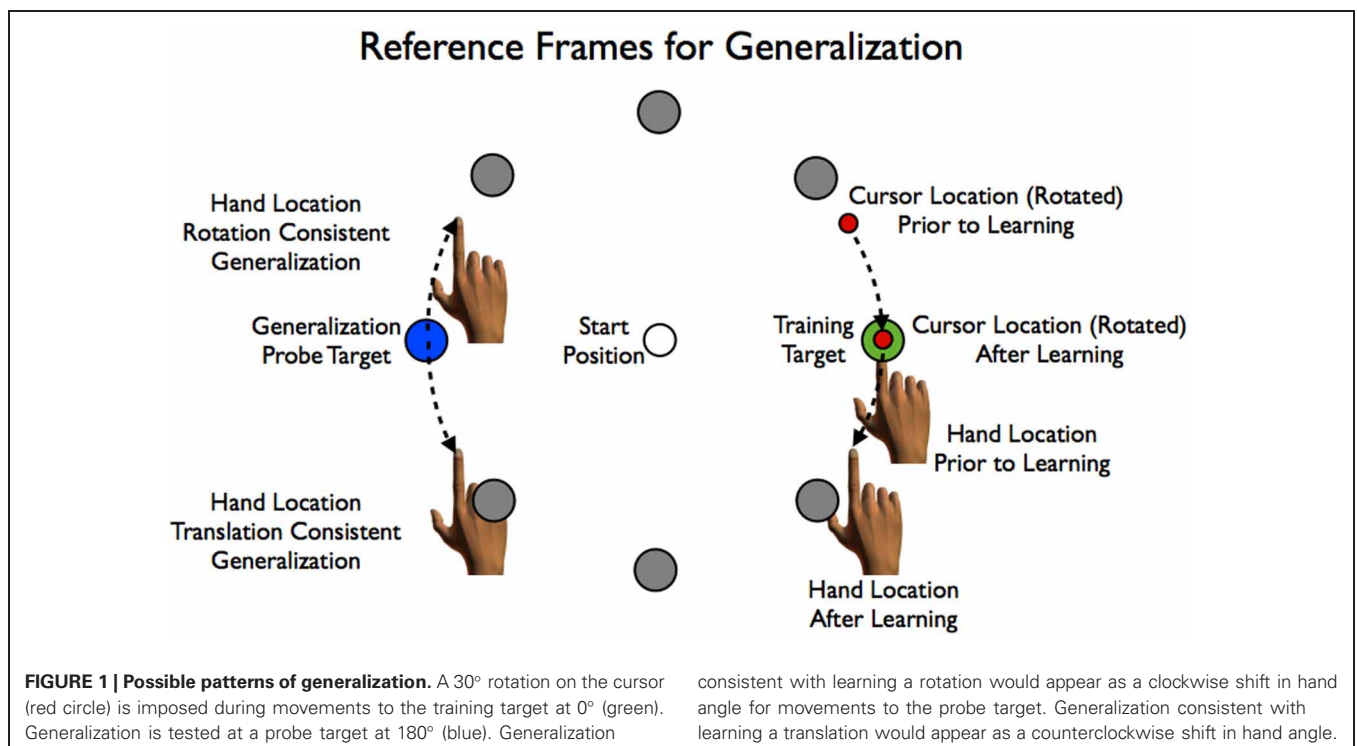 Reference Frames for Generalization
Hand Location
Rotation Consistent
Generalization
Cursor Location (Rotated)
Prior to Learning
Generalization
Probe Target
Start
Position
Training
Target
Cursor Location (Rotated)
After Learning
Hand Location
Prior to Learning
Hand Location
Translation Consistent
Generalization
Hand Location
After Learning
FIGURE 1 | Possible patterns of generalization. A 30° rotation on the cursor
(red circle) is imposed during movements to the training target at 0° (green).
Generalization is tested at a probe target at 180° (blue). Generalization
consistent with learning a rotation would appear as a clockwise shift in hand
angle for movements to the probe target. Generalization consistent with
learning a translation would appear as a counterclockwise shift in hand angle.